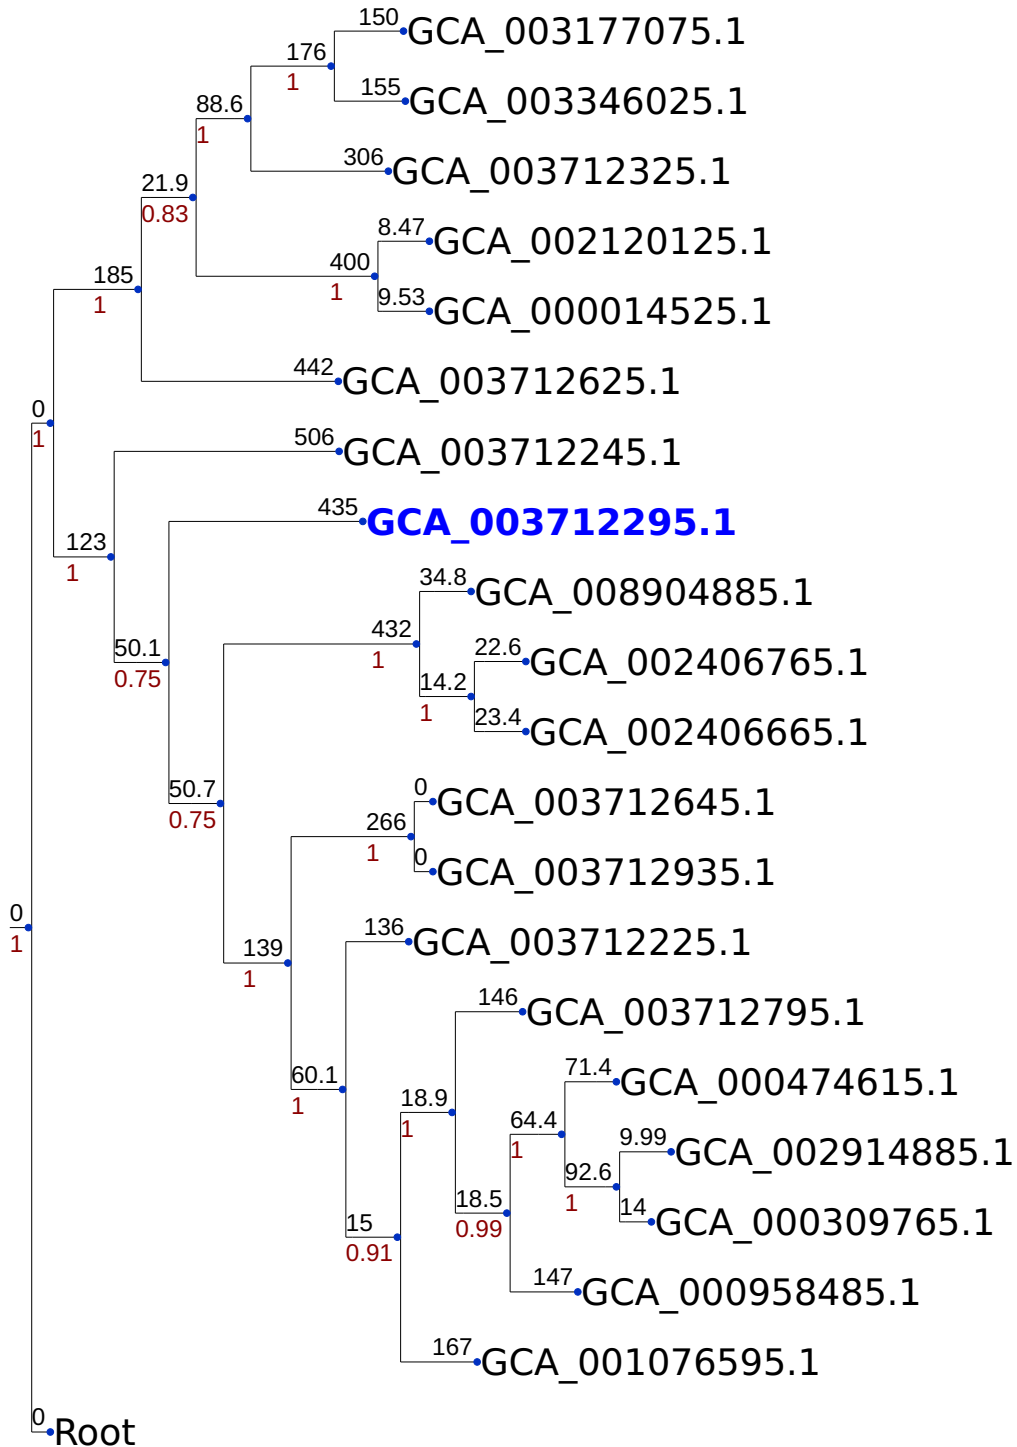 150
GCA_003177075.1
176
1
155
GCA_003346025.1
88.6
1
306
GCA_003712325.1
21.9
0.83
8.47
GCA_002120125.1
400
1
9.53
GCA_000014525.1
185
1
442
GCA_003712625.1
0
1
506
GCA_003712245.1
435
GCA_003712295.1
123
1
34.8
GCA_008904885.1
432
1
22.6
GCA_002406765.1
50.1
0.75
14.2
1
23.4
GCA_002406665.1
50.7
0.75
0
GCA_003712645.1
266
1
0
GCA_003712935.1
0
1
136
GCA_003712225.1
139
1
146
GCA_003712795.1
71.4
GCA_000474615.1
60.1
1
18.9
1
64.4
1
9.99
GCA_002914885.1
92.6
1
14
GCA_000309765.1
18.5
0.99
15
0.91
147
GCA_000958485.1
167
GCA_001076595.1
0
Root